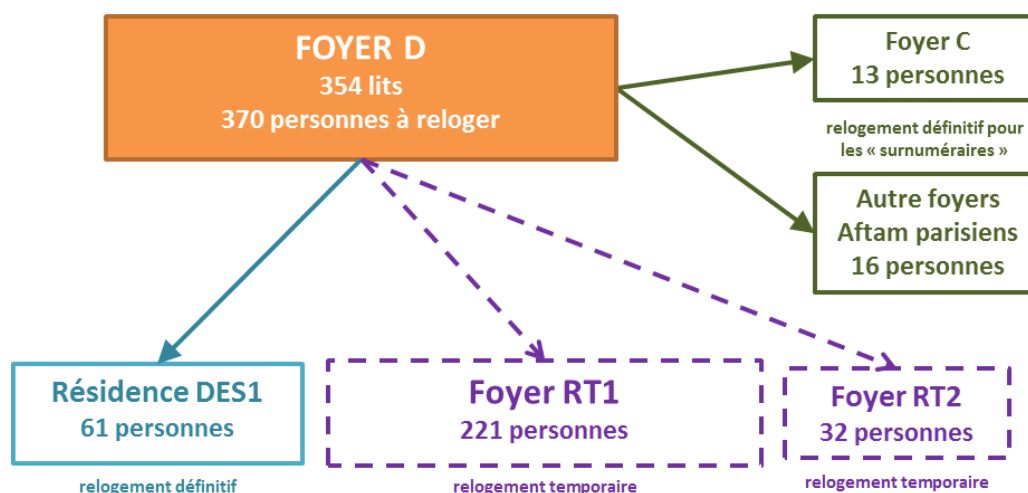 FOYER D
354 lits
370 personnes à reloger
Foyer C
13 personnes
relogement définitif pour
les « surnuméraires »
Autre foyers
Aftam parisiens
16 personnes
Résidence DES1
61 personnes
relogement définitif
Foyer RT1
221 personnes
relogement temporaire
Foyer RT2
32 personnes
relogement temporaire